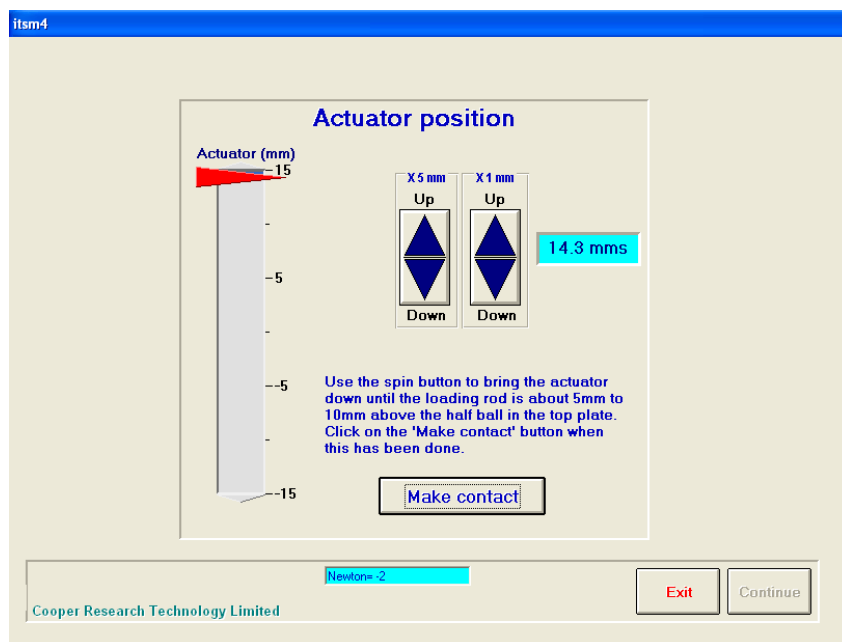 itsm4
Actuator position
Actuator (mm)
-15
-
-5
-
--5
-
--15
X 5 mm
Up
Down
X 1 mm
Up
Down
14.3 mms
Use the spin button to bring the actuator
down until the loading rod is about 5mm to
10mm above the half ball in the top plate.
Click on the 'Make contact' button when
this has been done.
Make contact
Newton= -2
Cooper Research Technology Limited
Exit
Continue